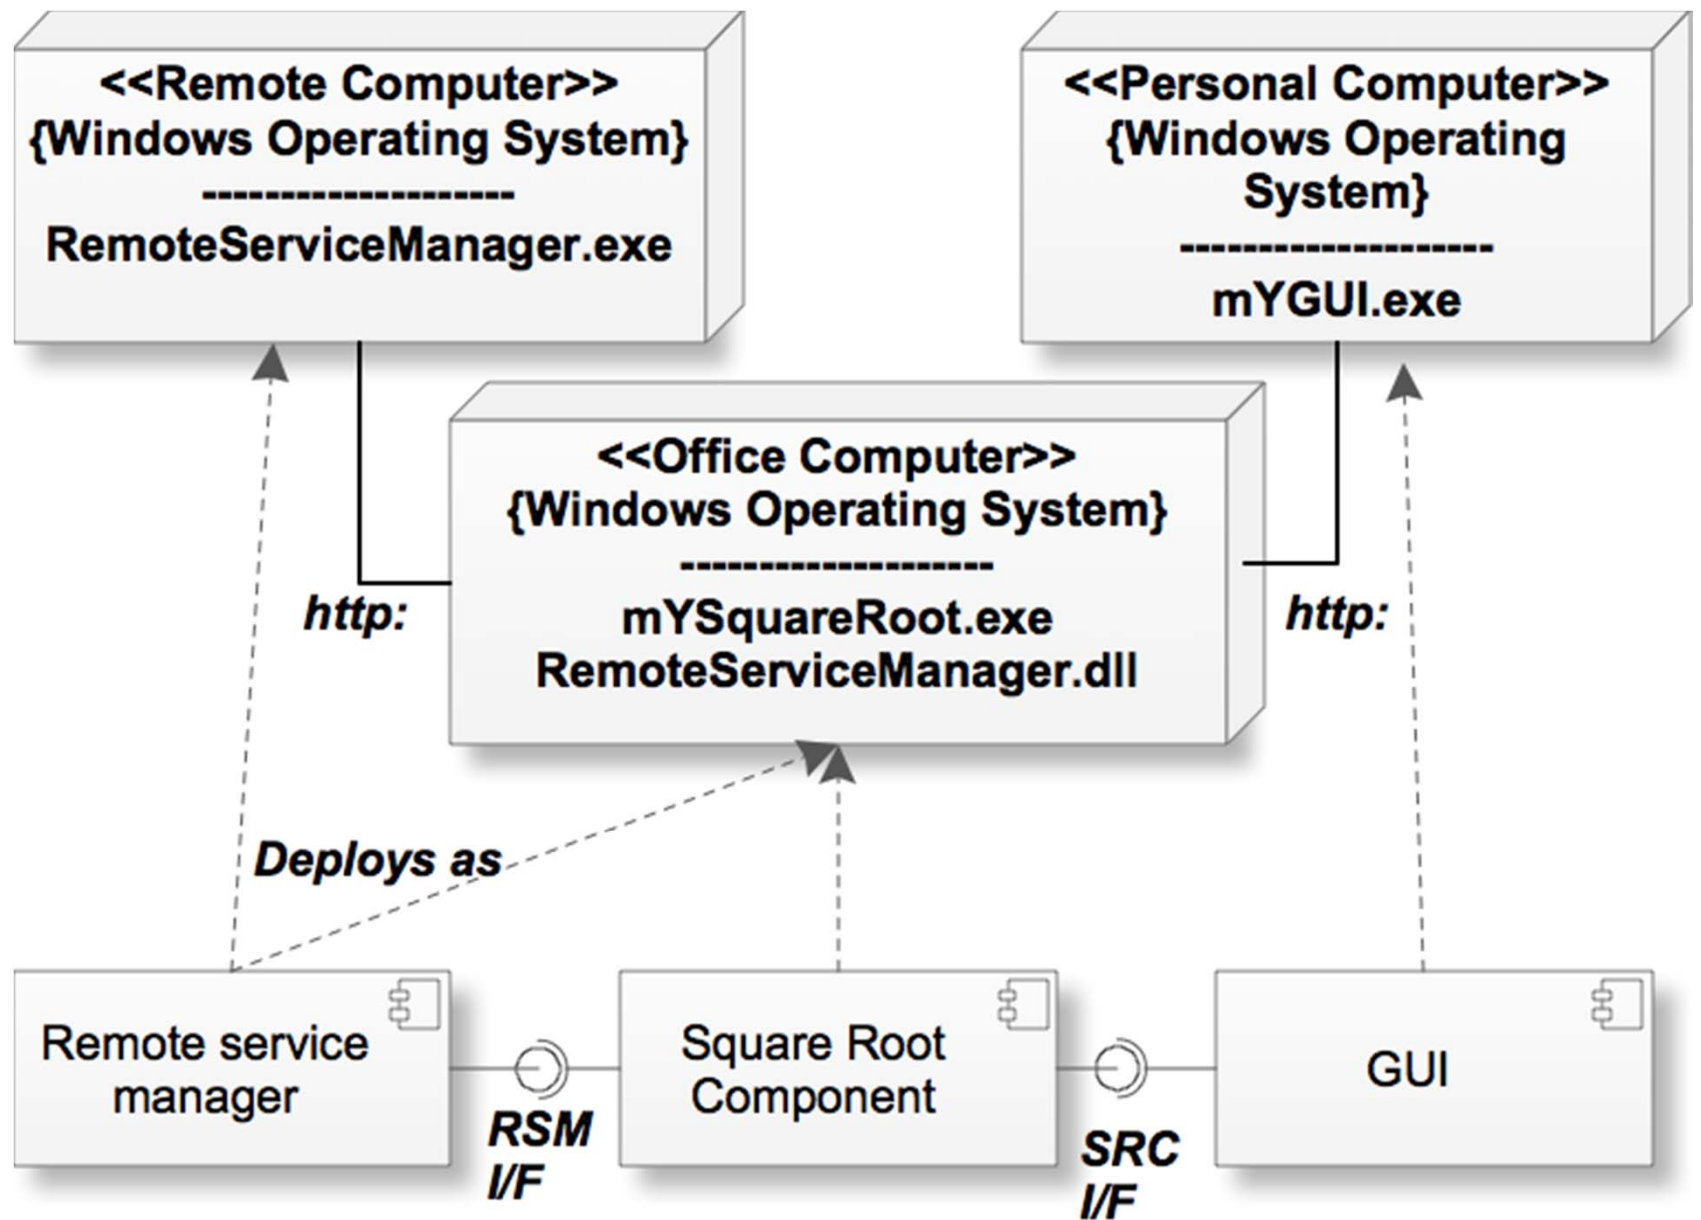 <<Remote Computer>>
{Windows Operating System}
--------------------
RemoteServiceManager.exe
<<Personal Computer>>
{Windows Operating
System}
--------------------
mYGUI.exe
<<Office Computer>>
{Windows Operating System}
--------------------
mYSquareRoot.exe
RemoteServiceManager.dll
http:
http:
Deploys as
Remote service
manager
RSM
I/F
Square Root
Component
SRC
I/F
GUI